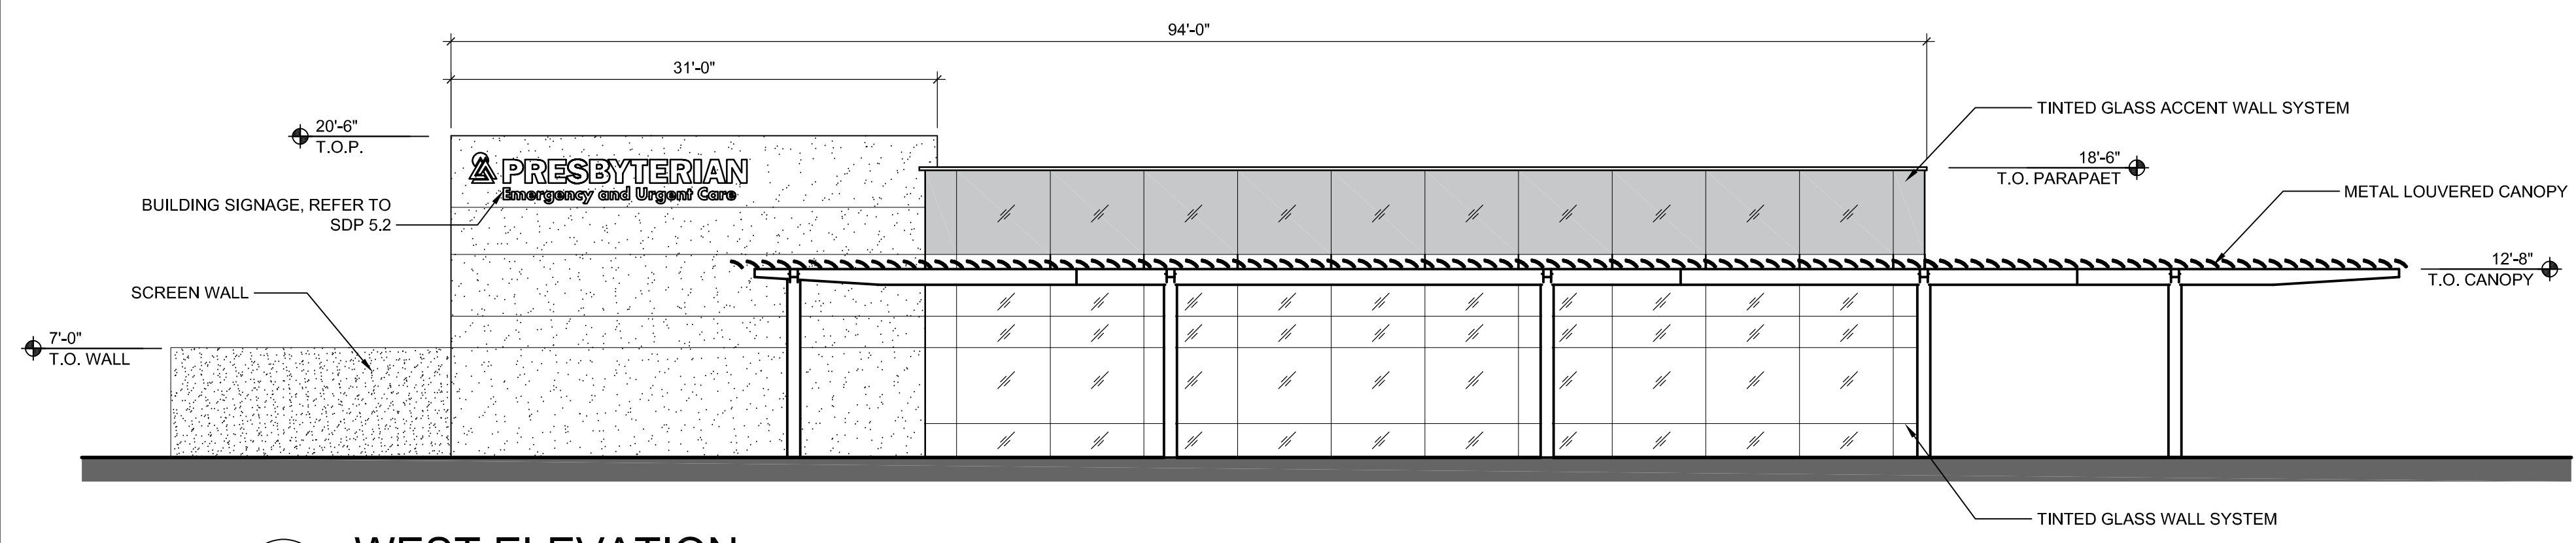 94'-0"
31'-0"
20'-6"
T.O.P.
PRESBYTERIAN
Emergency and Urgent Care
BUILDING SIGNAGE, REFER TO
SDP 5.2
SCREEN WALL
7'-0"
T.O. WALL
TINTED GLASS ACCENT WALL SYSTEM
18'-6"
T.O. PARAPAET
METAL LOUVERED CANOPY
12'-8"
T.O. CANOPY
TINTED GLASS WALL SYSTEM
WEST ELEVATION